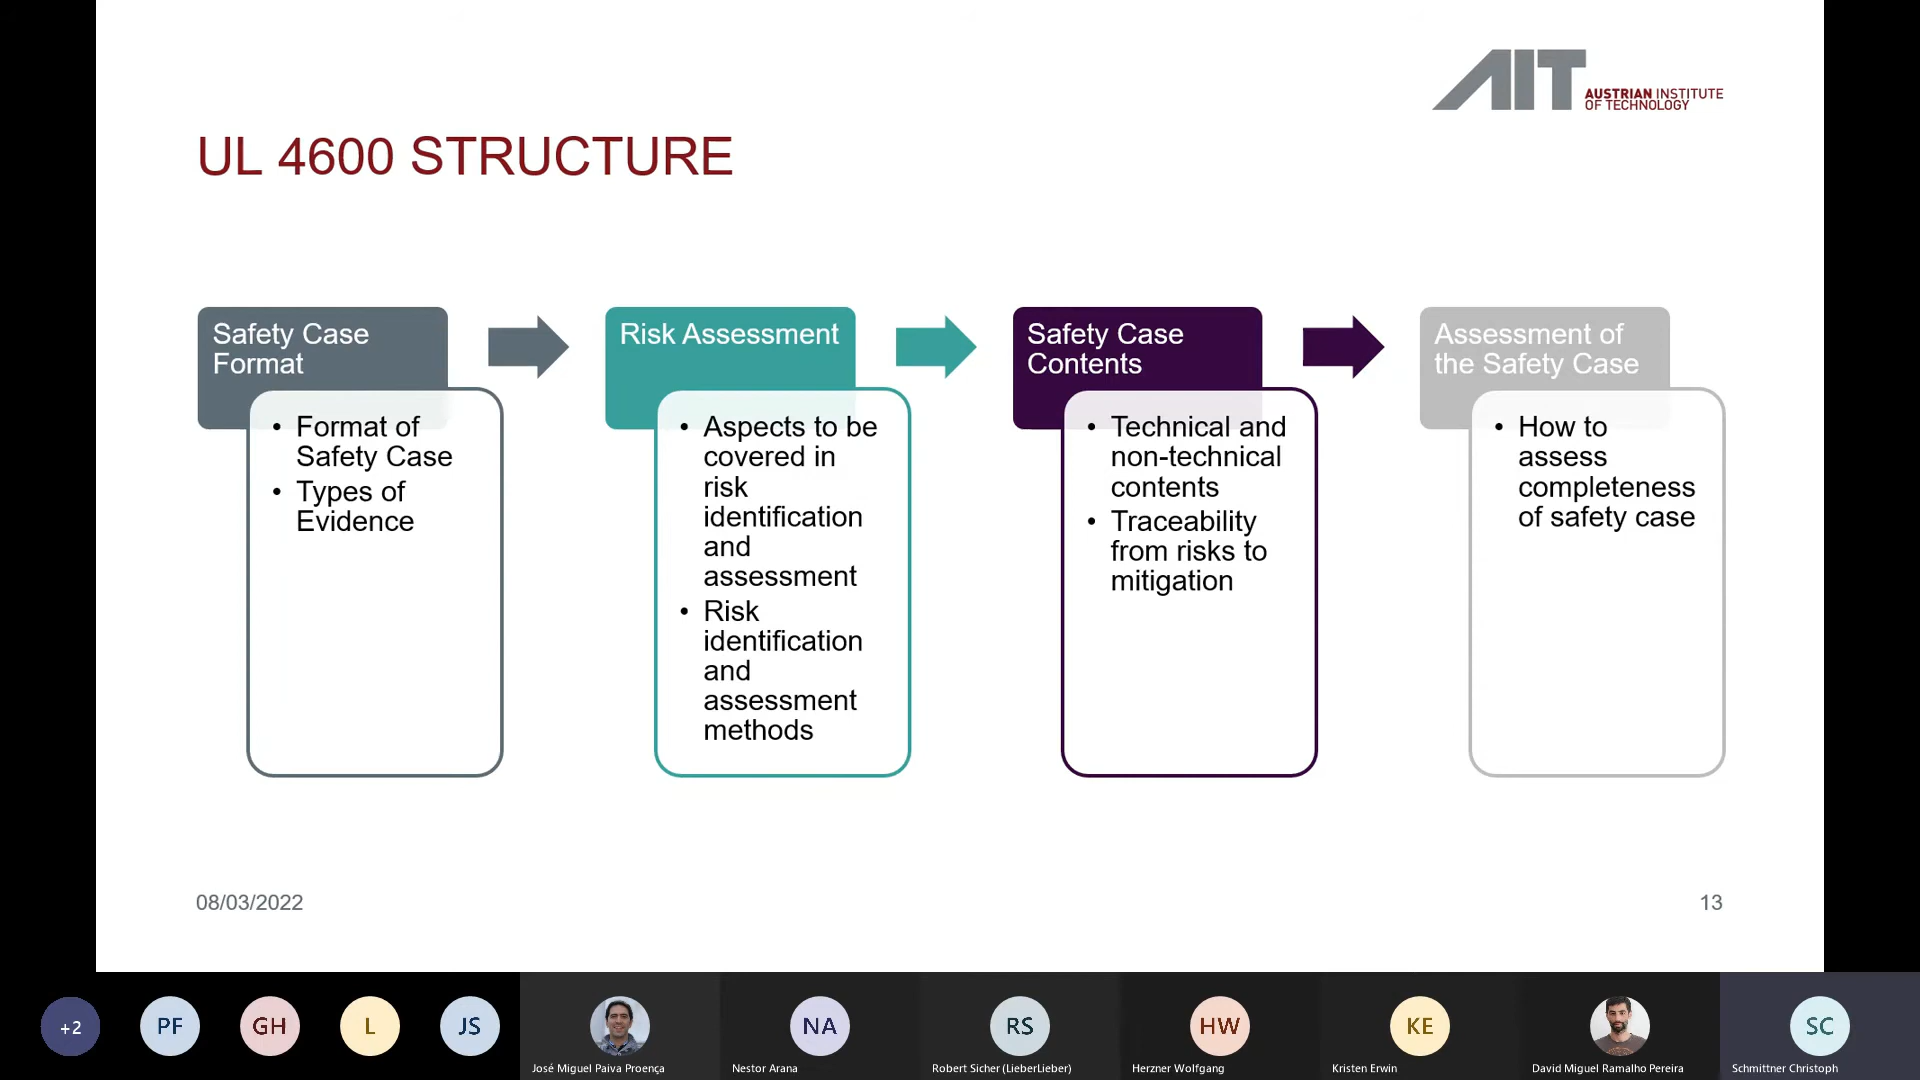 AIT
AUSTRIAN INSTITUTE
OF TECHNOLOGY
UL 4600 STRUCTURE
Safety Case
Format
• Format of
Safety Case
• Types of
Evidence
Risk Assessment
• Aspects to be
covered in
risk
identification
and
assessment
• Risk
identification
and
assessment
methods
Safety Case
Contents
• Technical and
non-technical
contents
• Traceability
from risks to
mitigation
Assessment of
the Safety Case
• How to
assess
completeness
of safety case
08/03/2022
13
+2
PF
GH
L
JS
José Miguel Paiva Proença
NA
Nestor Arana
RS
Robert Sicher (LieberLieber)
HW
Herzner Wolfgang
KE
Kristen Erwin
David Miguel Ramalho Pereira
SC
Schmittner Christoph